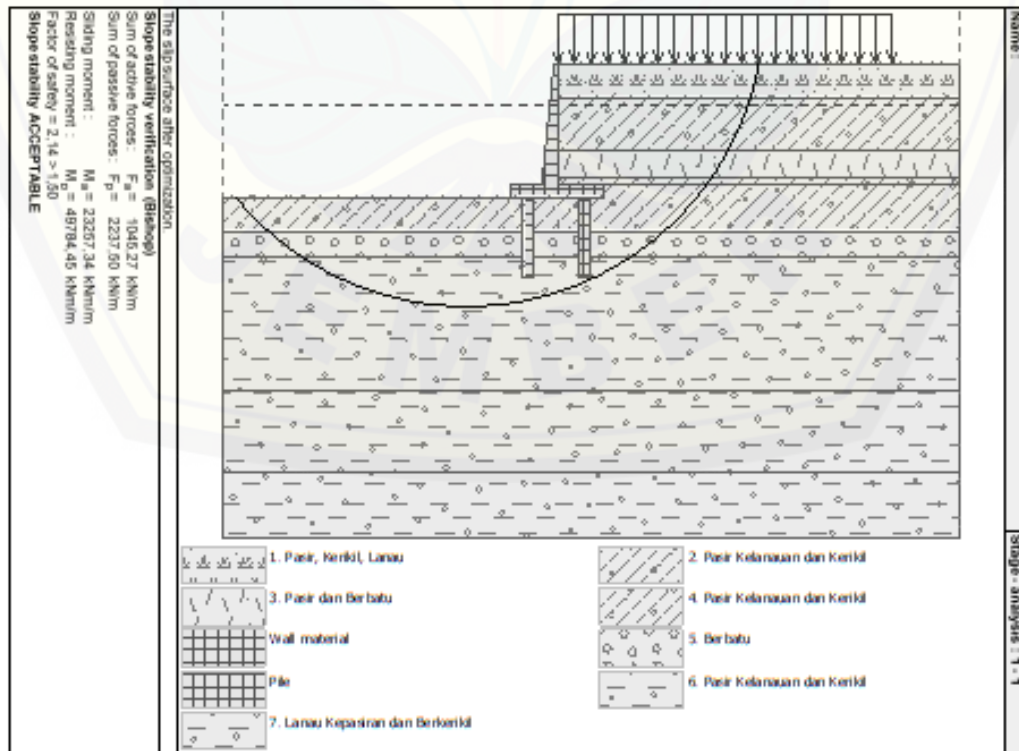 Name :
Stage - analysis : 1 - 1
The slip surface after optimization.
Slope stability verification (Bishop)
Sum of active forces : Fa = 1045,27 kN/m
Sum of passive forces : Fp = 2237,50 kN/m
Sliding moment : Ma = 23257,34 kNm/m
Resisting moment : Mp = 49784,45 kNm/m
Factor of safety = 2,14 > 1,50
Slope stability ACCEPTABLE
JEMBER
1. Pasir, Kerikil, Lanau
2. Pasir Kelanauan dan Kerikil
3. Pasir dan Berbatu
4. Pasir Kelanauan dan Kerikil
Wall material
5. Berbatu
Pile
6. Pasir Kelanauan dan Kerikil
7. Lanau Kepasiran dan Berkerikil